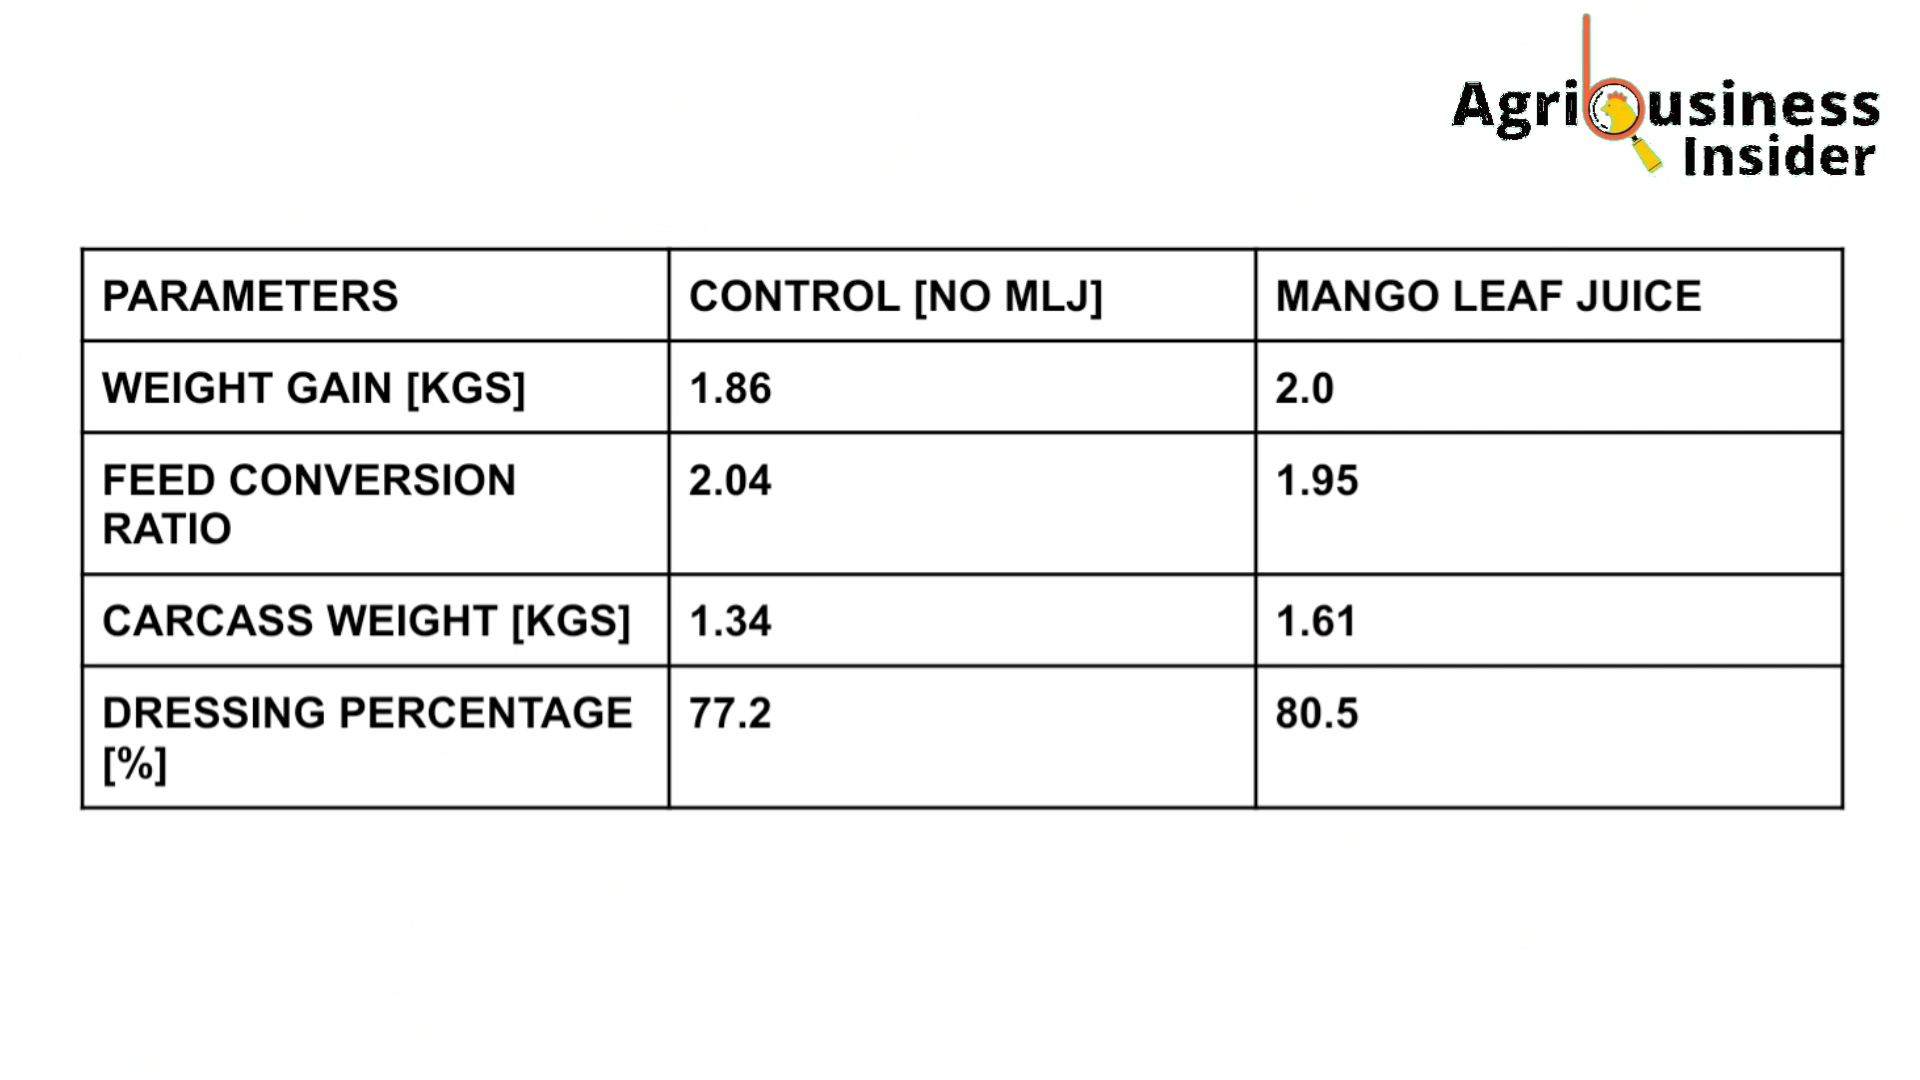 Agribusiness
Insider
PARAMETERS
CONTROL [NO MLJ]
MANGO LEAF JUICE
WEIGHT GAIN [KGS]
1.86
2.0
FEED CONVERSION
RATIO
2.04
1.95
CARCASS WEIGHT [KGS]
1.34
1.61
DRESSING PERCENTAGE
[%]
77.2
80.5